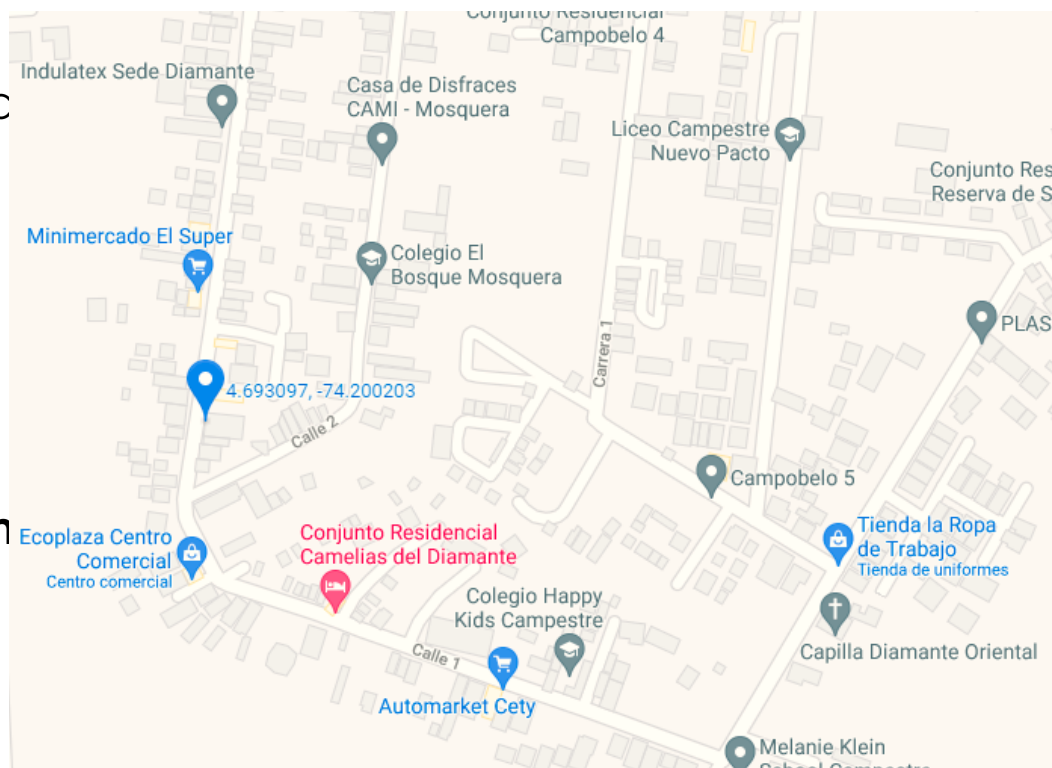 Conjunto Residencial
Campobelo 4
Indulatex Sede Diamante
Casa de Disfraces
CAMI - Mosquera
Liceo Campestre
Nuevo Pacto
Conjunto Res
Reserva de S
Minimercado El Super
Colegio El
Bosque Mosquera
PLAS
Carrera 1
4.693097, -74.200203
Calle 2
Campobelo 5
Ecoplaza Centro
Comercial
Centro comercial
Conjunto Residencial
Camelias del Diamante
Tienda la Ropa
de Trabajo
Tienda de uniformes
Colegio Happy
Kids Campestre
Capilla Diamante Oriental
Calle 1
Automarket Cety
Melanie Klein
School Campestre